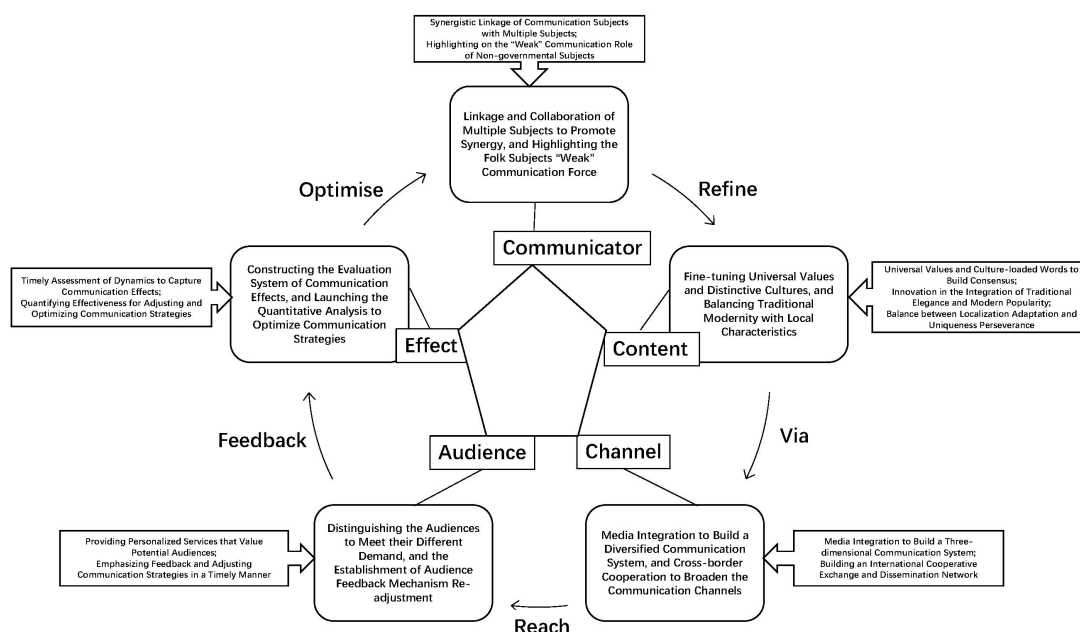 Synergistic Linkage of Communication Subjects
with Multiple Subjects;
Highlighting on the “Weak” Communication Role
of Non-governmental Subjects
Linkage and Collaboration of
Multiple Subjects to Promote
Synergy, and Highlighting the
Folk Subjects “Weak”
Communication Force
Optimise
Refine
Communicator
Timely Assessment of Dynamics to Capture
Communication Effects;
Quantifying Effectiveness for Adjusting and
Optimizing Communication Strategies
Constructing the Evaluation
System of Communication
Effects, and Launching the
Quantitative Analysis to
Optimize Communication
Strategies
Effect
Content
Fine-tuning Universal Values
and Distinctive Cultures, and
Balancing Traditional
Modernity with Local
Characteristics
Universal Values and Culture-loaded Words to
Build Consensus;
Innovation in the Integration of Traditional
Elegance and Modern Popularity;
Balance between Localization Adaptation and
Uniqueness Perseverance
Feedback
Via
Audience
Channel
Providing Personalized Services that Value
Potential Audiences;
Emphasizing Feedback and Adjusting
Communication Strategies in a Timely Manner
Distinguishing the Audiences
to Meet their Different
Demand, and the
Establishment of Audience
Feedback Mechanism Re-
adjustment
Media Integration to Build a
Diversified Communication
System, and Cross-border
Cooperation to Broaden the
Communication Channels
Media Integration to Build a Three-
dimensional Communication System;
Building an International Cooperative
Exchange and Dissemination Network
Reach